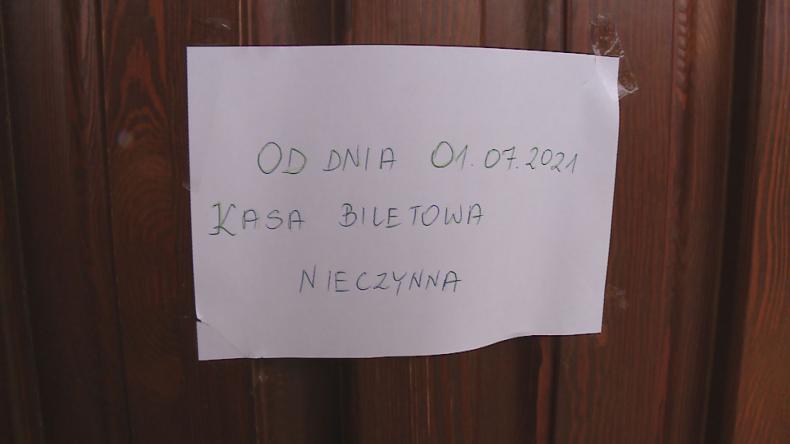 OD DNIA 01.07.2021
KASA BILETOWA
NIECZYNNA